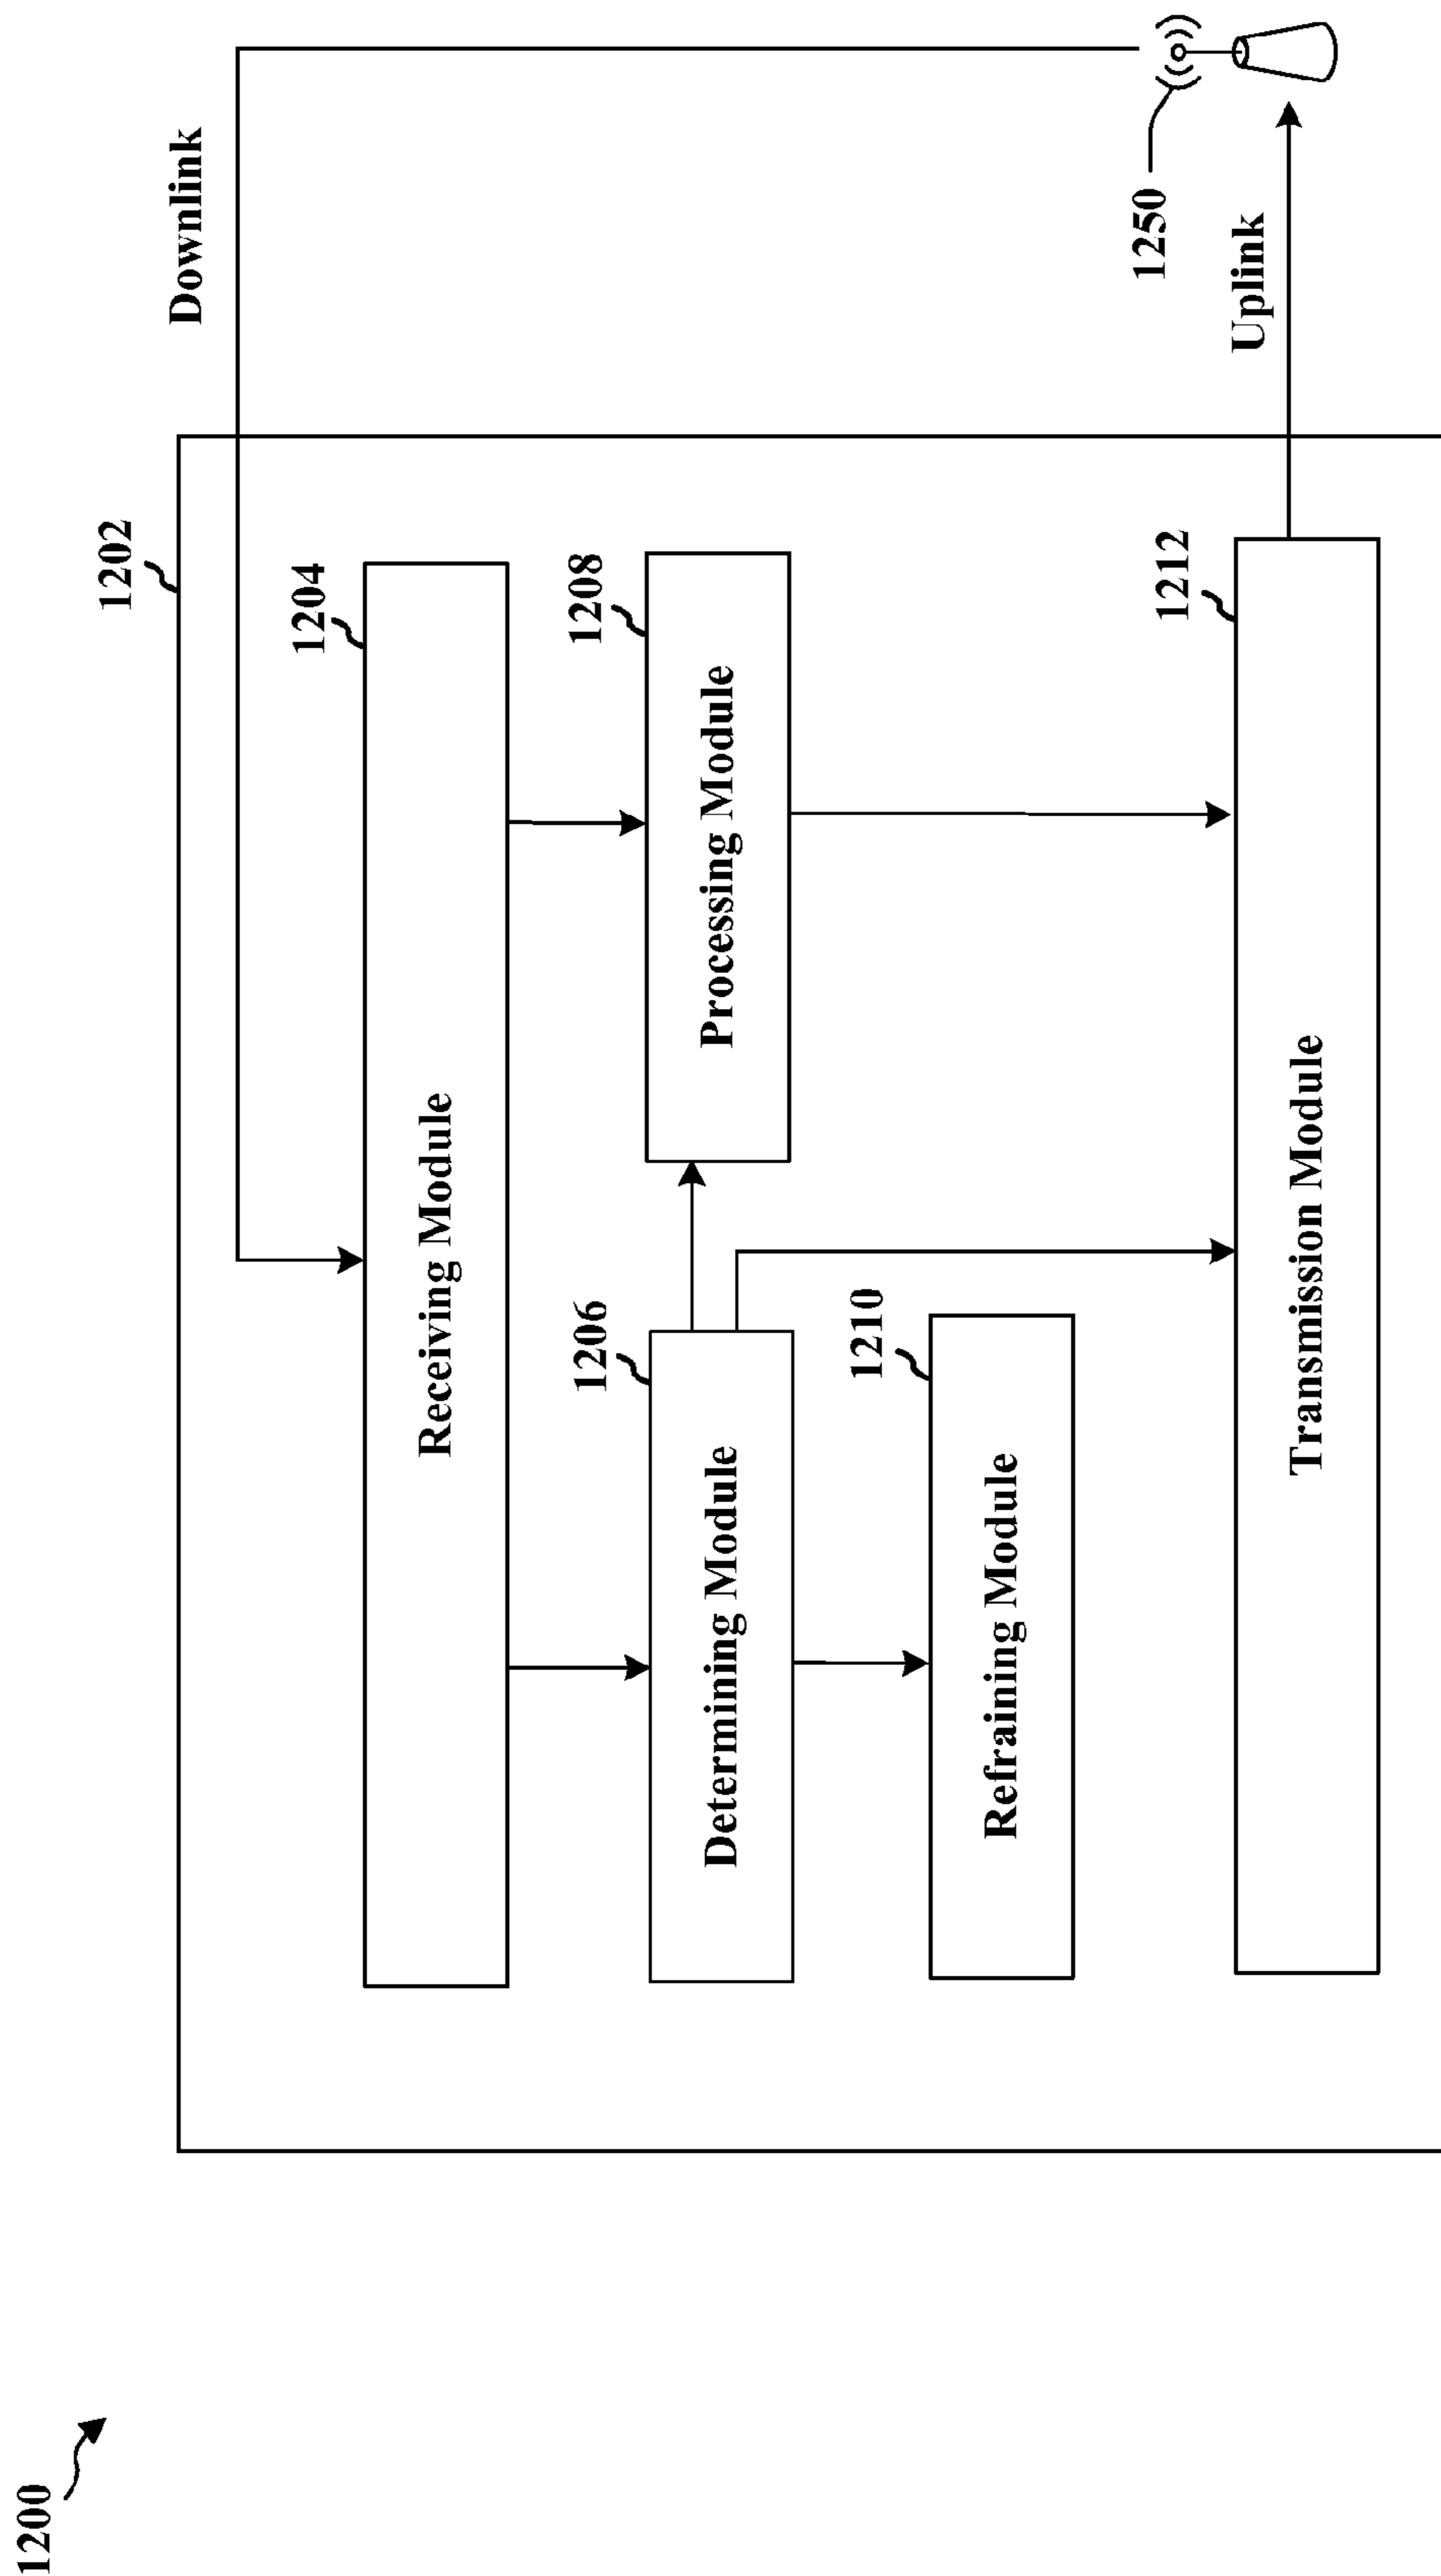 1200
1202
Downlink
1204
Receiving Module
1206
1208
Determining Module
Processing Module
1210
Refraining Module
1250
1212
Uplink
Transmission Module